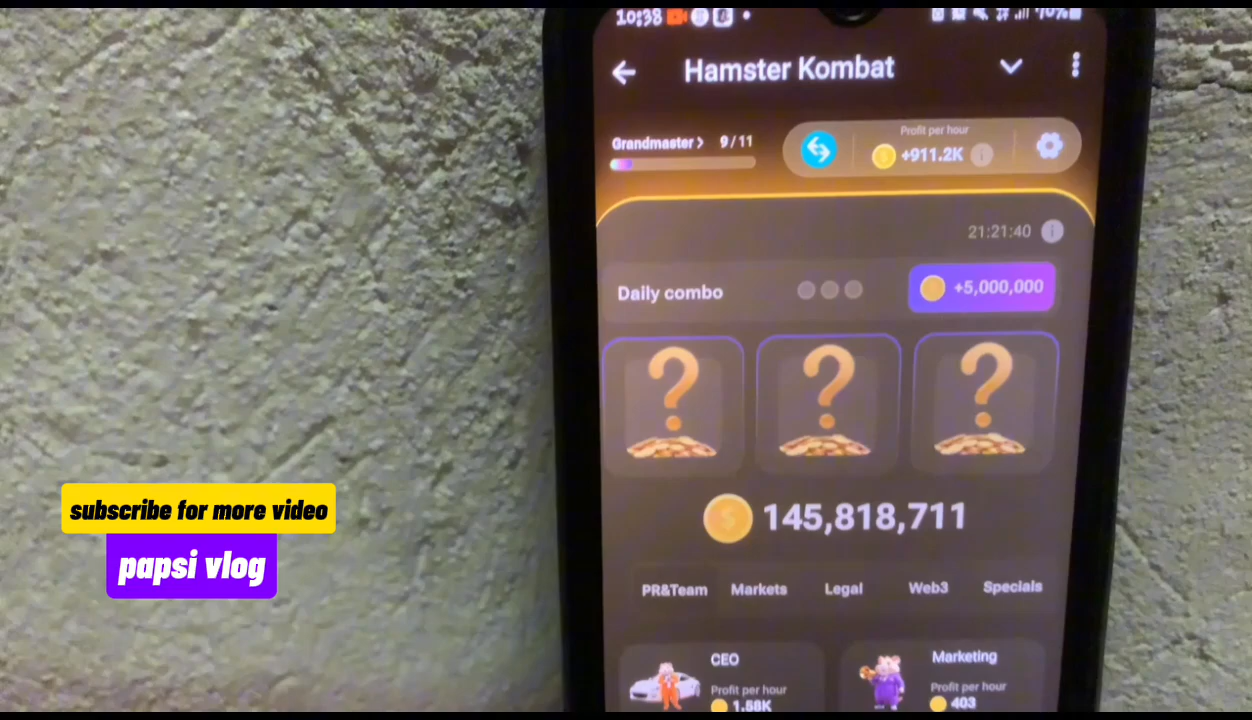 10:38
70%
Hamster Kombat
Grandmaster > 9/11
Profit per hour
+911.2K
21:21:40
Daily combo
+5,000,000
145,818,711
PR&Team Markets Legal Web3 Specials
CEO
Profit per hour
1.58K
Marketing
Profit per hour
403
subscribe for more video
papsi vlog